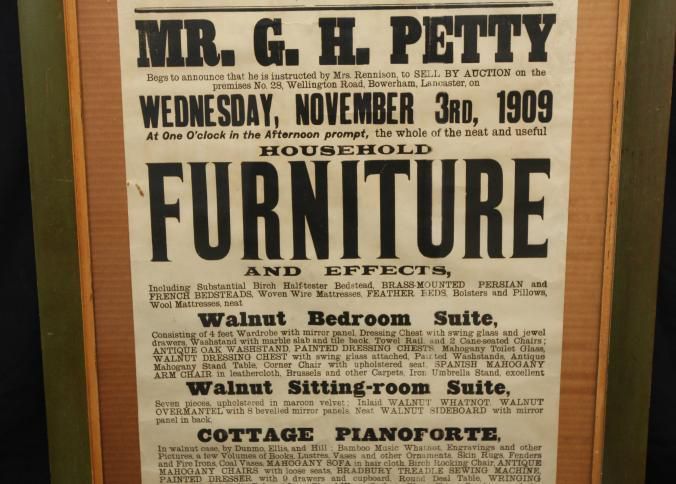 MR. G. H. PETTY
Begs to announce that he is instructed by Mrs. Rennison, to SELL BY AUCTION on the
premises No. 28, Wellington Road, Bowerham, Lancaster, on
WEDNESDAY, NOVEMBER 3RD, 1909
At One O'clock in the Afternoon prompt, the whole of the neat and useful
HOUSEHOLD
FURNITURE
AND EFFECTS,
Including Substantial Birch Half-tester Bedstead, BRASS-MOUNTED PERSIAN and
FRENCH BEDSTEADS, Woven Wire Mattresses, FEATHER BEDS, Bolsters and Pillows,
Wool Mattresses, neat
Walnut Bedroom Suite,
Consisting of 4 feet Wardrobe with mirror panel, Dressing Chest with swing glass and jewel
drawers, Washstand with marble slab and tile back, Towel Rail, and 2 Cane-seated Chairs;
ANTIQUE OAK WASHSTAND, PAINTED DRESSING CHESTS, Mahogany Toilet Glass,
WALNUT DRESSING CHEST with swing glass attached, Painted Washstands, Antique
Mahogany Stand Table, Corner Chair with upholstered seat, SPANISH MAHOGANY
ARM CHAIR in leathercloth, Brussels and other Carpets, Iron Umbrella Stand, excellent
Walnut Sitting-room Suite,
Seven pieces, upholstered in maroon velvet; Inlaid WALNUT WHATNOT, WALNUT
OVERMANTEL with 8 bevelled mirror panels, Neat WALNUT SIDEBOARD with mirror
panel in back,
COTTAGE PIANOFORTE,
In walnut case, by Dunmo, Ellis, and Hill; Bamboo Music Whatnot, Engravings and other
Pictures, a few Volumes of Books, Lustres, Vases and other Ornaments, Skin Rugs, Fenders
and Fire Irons, Coal Vases, MAHOGANY SOFA in hair cloth, Birch Rocking Chair, ANTIQUE
MAHOGANY CHAIRS with loose seats, BRADBURY TREADLE SEWING MACHINE,
PAINTED DRESSER with 9 drawers and cupboard, Round Deal Table, WRINGING